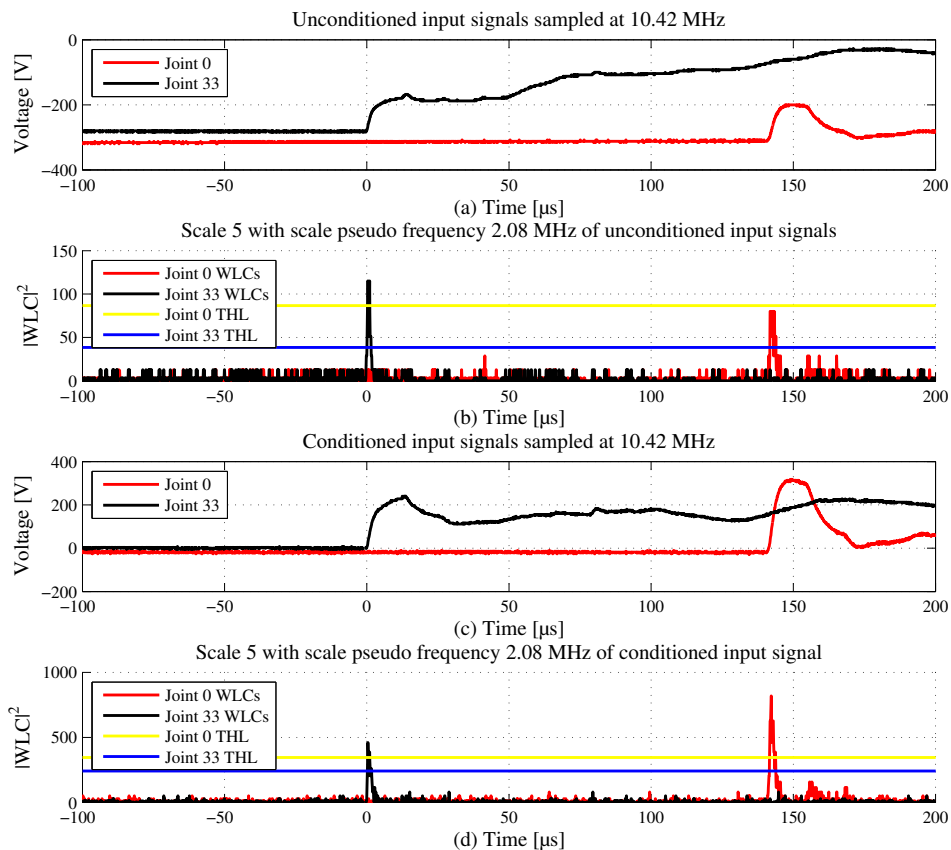 Unconditioned input signals sampled at 10.42 MHz
Voltage [V]
0
−200
−400
Joint 0
Joint 33
−100
−50
0
50
100
150
200
(a) Time [µs]
Scale 5 with scale pseudo frequency 2.08 MHz of unconditioned input signals
|WLC|²
150
100
50
0
Joint 0 WLCs
Joint 33 WLCs
Joint 0 THL
Joint 33 THL
−100
−50
0
50
100
150
200
(b) Time [µs]
Conditioned input signals sampled at 10.42 MHz
Voltage [V]
400
200
0
−200
Joint 0
Joint 33
−100
−50
0
50
100
150
200
(c) Time [µs]
Scale 5 with scale pseudo frequency 2.08 MHz of conditioned input signal
|WLC|²
1000
500
0
Joint 0 WLCs
Joint 33 WLCs
Joint 0 THL
Joint 33 THL
−100
−50
0
50
100
150
200
(d) Time [µs]